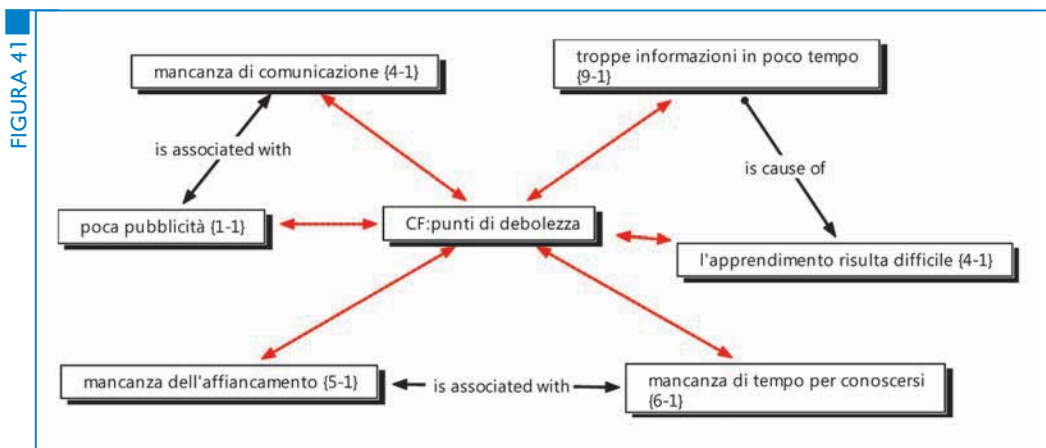 FIGURA 41
mancanza di comunicazione {4-1}
troppe informazioni in poco tempo
{9-1}
is associated with
is cause of
poca pubblicità {1-1}
CF:punti di debolezza
l'apprendimento risulta difficile {4-1}
mancanza dell'affiancamento {5-1}
is associated with
mancanza di tempo per conoscersi
{6-1}